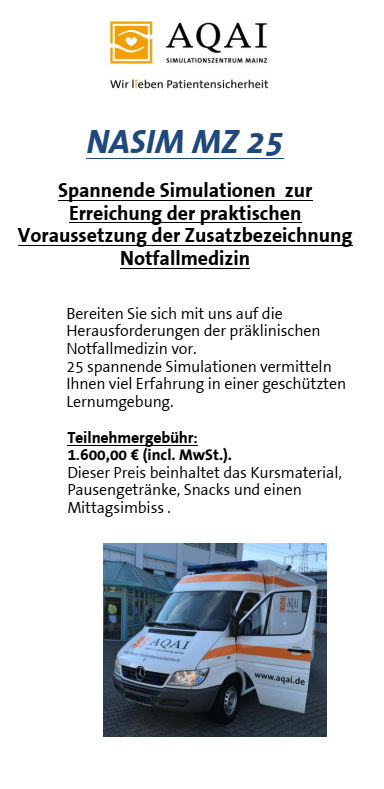 AQAI
SIMULATIONSZENTRUM MAINZ
Wir lieben Patientensicherheit
NASIM MZ 25
Spannende Simulationen zur
Erreichung der praktischen
Voraussetzung der Zusatzbezeichnung
Notfallmedizin
Bereiten Sie sich mit uns auf die
Herausforderungen der präklinischen
Notfallmedizin vor.
25 spannende Simulationen vermitteln
Ihnen viel Erfahrung in einer geschützten
Lernumgebung.
Teilnehmergebühr:
1.600,00 € (incl. MwSt.).
Dieser Preis beinhaltet das Kursmaterial,
Pausengetränke, Snacks und einen
Mittagsimbiss .
AQAI
AQAI
www.aqai.de